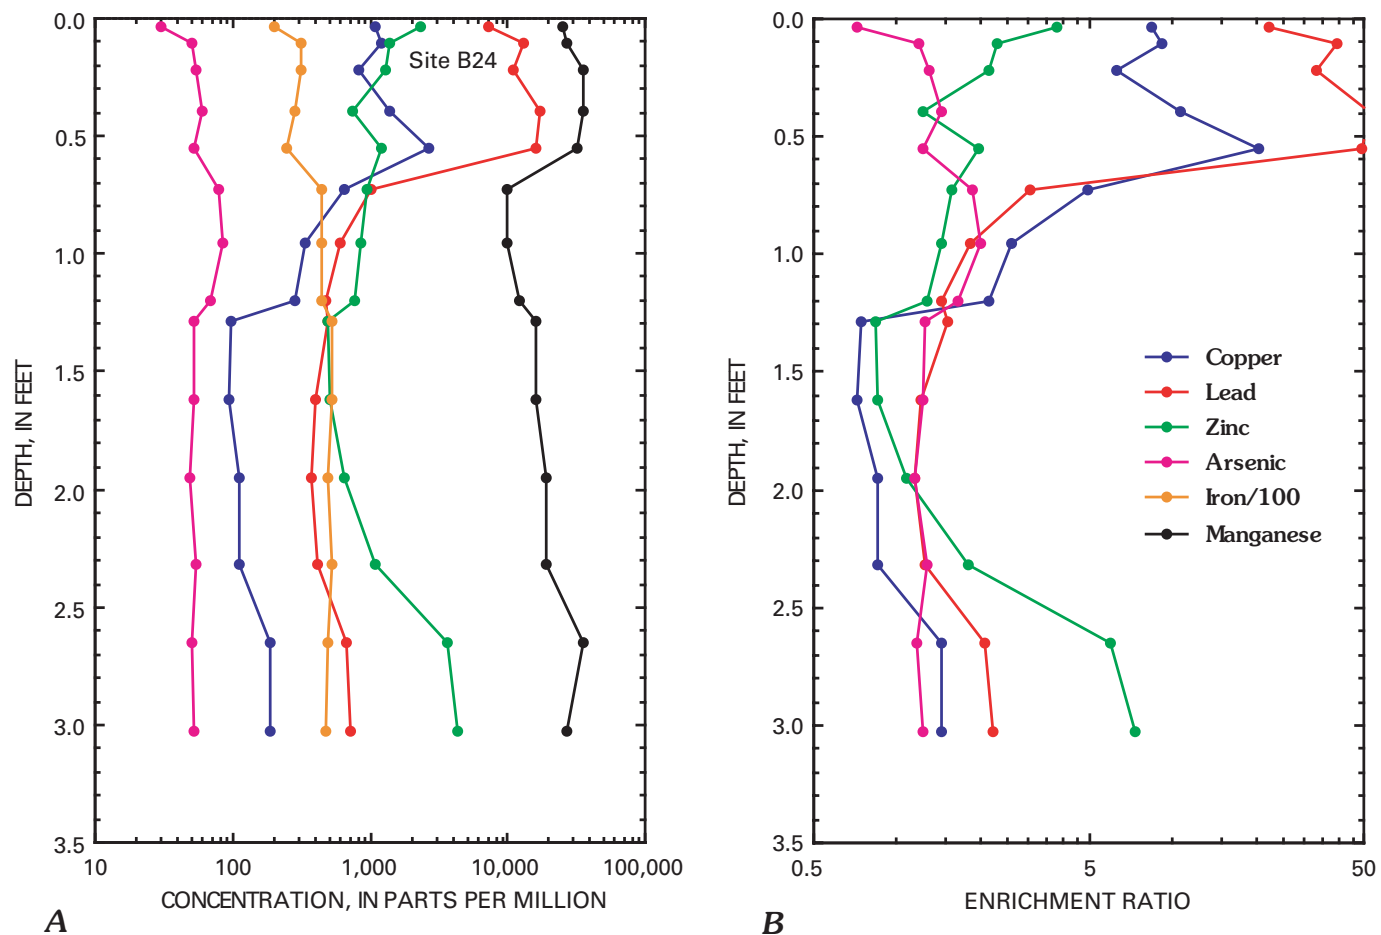 0.0
0.5
1.0
1.5
2.0
2.5
3.0
3.5
DEPTH, IN FEET
Site B24
10
100
1,000
10,000
100,000
CONCENTRATION, IN PARTS PER MILLION
A
0.0
0.5
1.0
1.5
2.0
2.5
3.0
3.5
DEPTH, IN FEET
Copper
Lead
Zinc
Arsenic
Iron/100
Manganese
0.5
5
50
ENRICHMENT RATIO
B